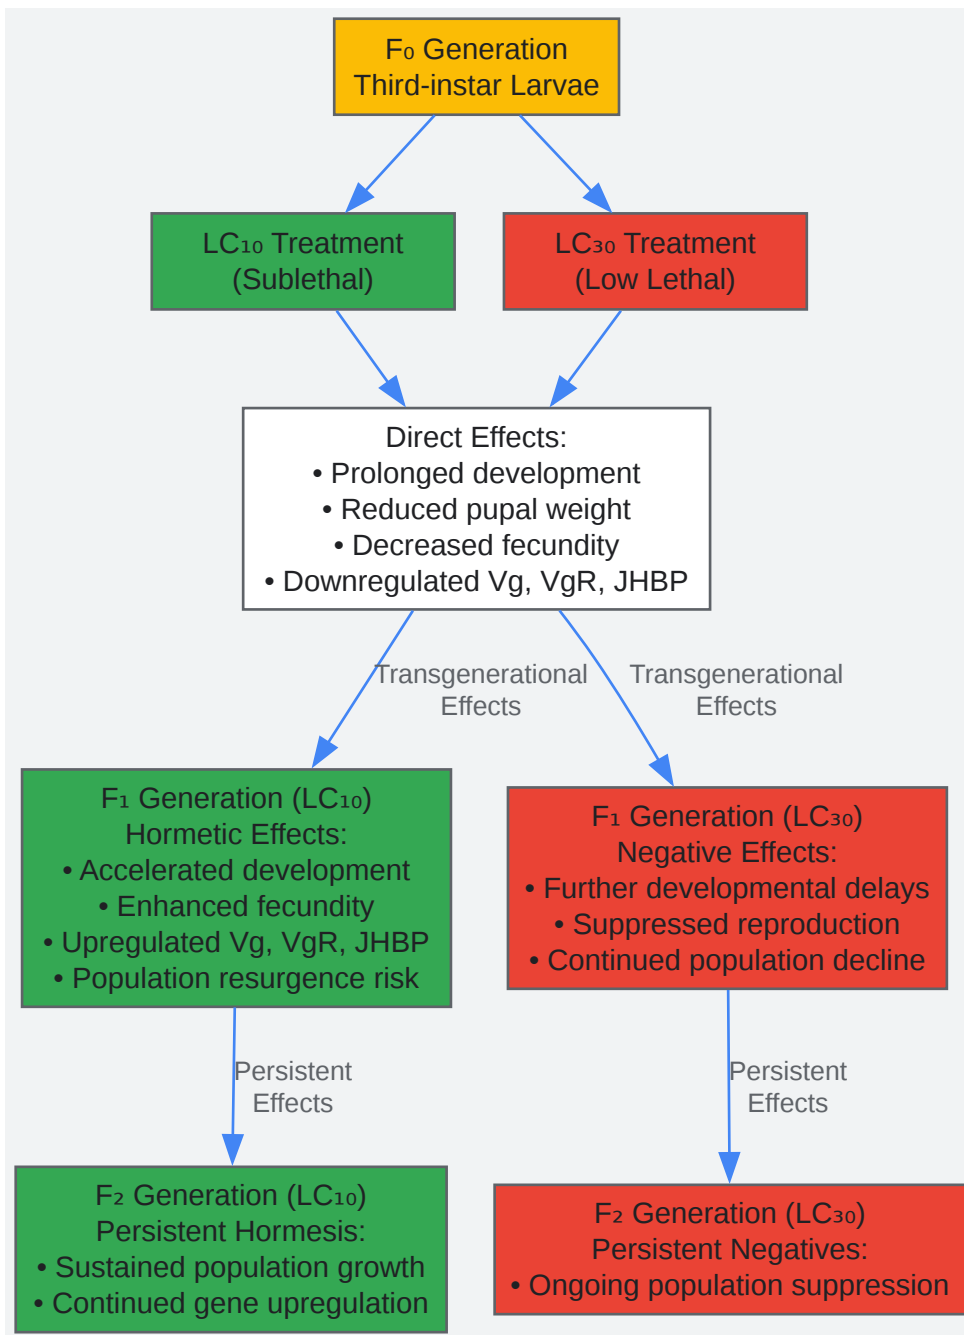 F₀ Generation
Third-instar Larvae
LC₁₀ Treatment
(Sublethal)
LC₃₀ Treatment
(Low Lethal)
Direct Effects:
• Prolonged development
• Reduced pupal weight
• Decreased fecundity
• Downregulated Vg, VgR, JHBP
Transgenerational
Effects
Transgenerational
Effects
F₁ Generation (LC₁₀)
Hormetic Effects:
• Accelerated development
• Enhanced fecundity
• Upregulated Vg, VgR, JHBP
• Population resurgence risk
F₁ Generation (LC₃₀)
Negative Effects:
• Further developmental delays
• Suppressed reproduction
• Continued population decline
Persistent
Effects
Persistent
Effects
F₂ Generation (LC₁₀)
Persistent Hormesis:
• Sustained population growth
• Continued gene upregulation
F₂ Generation (LC₃₀)
Persistent Negatives:
• Ongoing population suppression